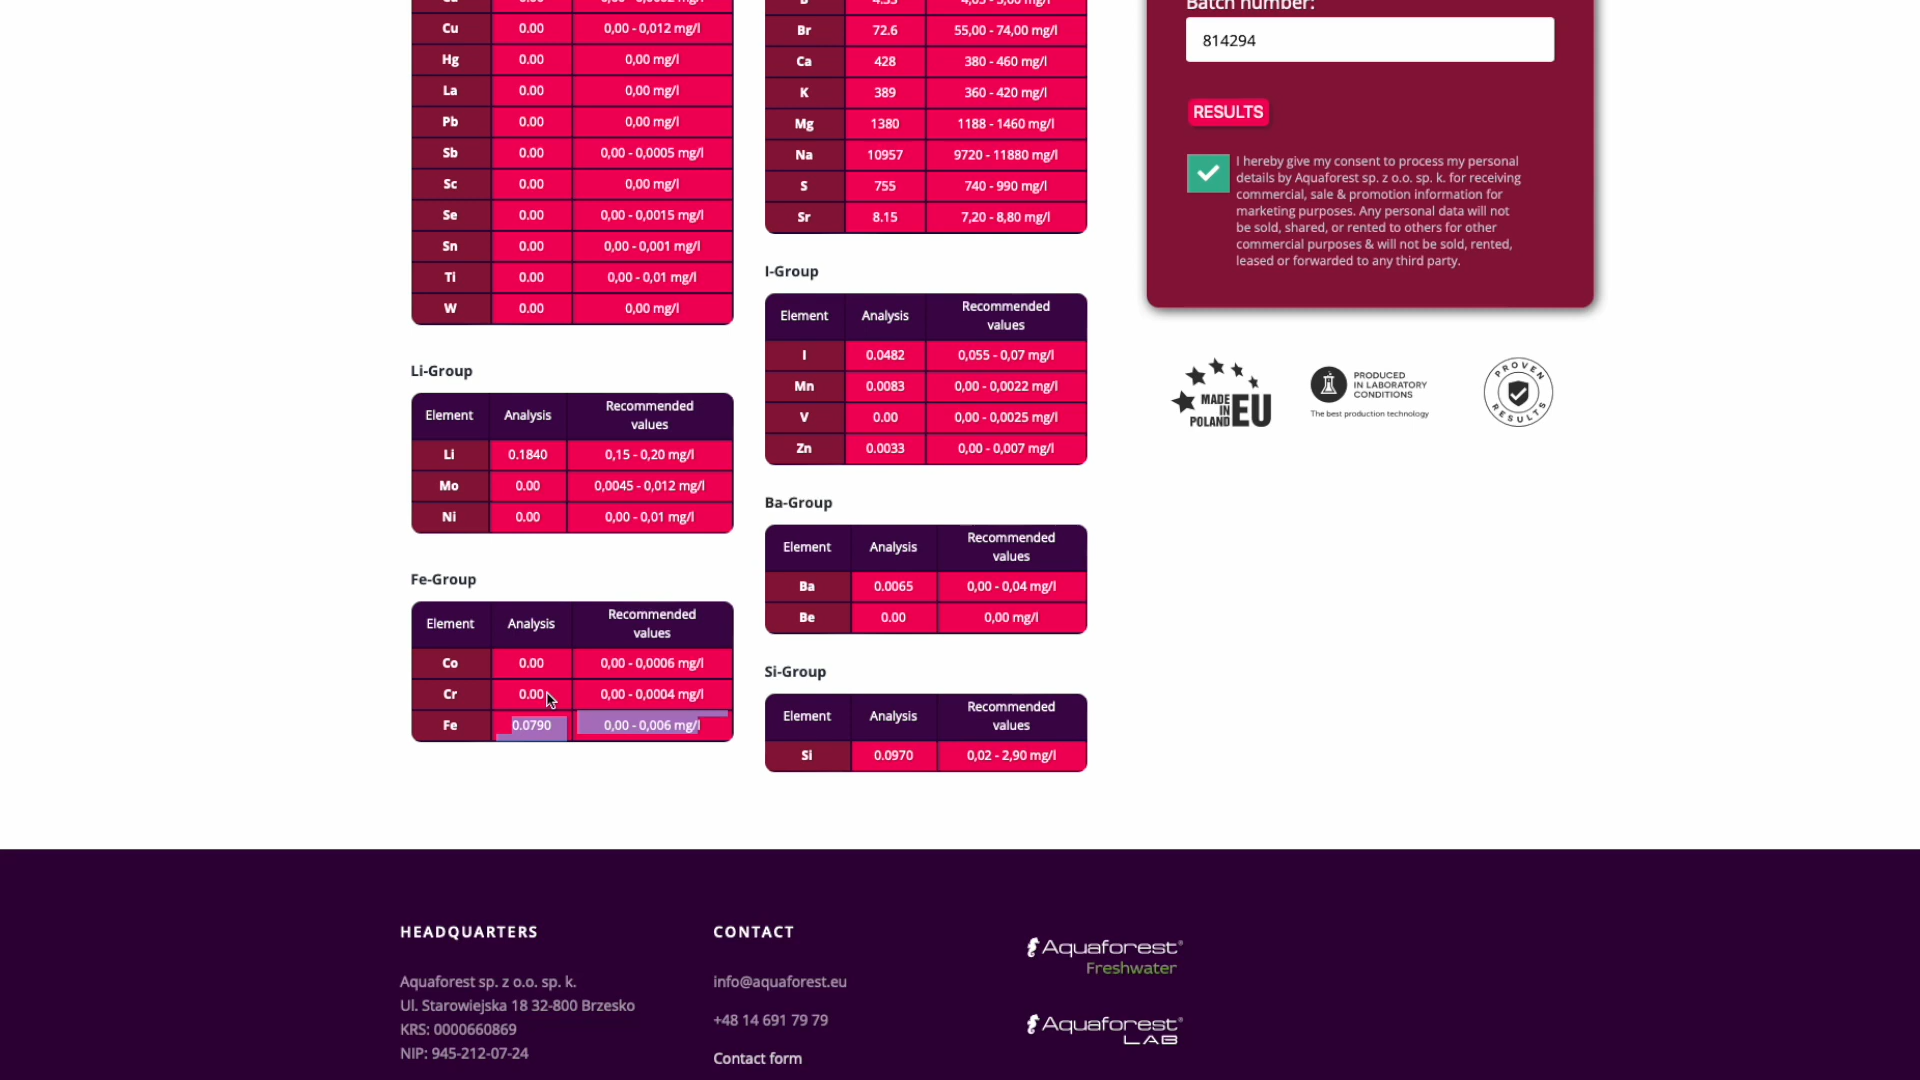 Cu 0.00 0,00 - 0,012 mg/l
Hg 0.00 0,00 mg/l
La 0.00 0,00 mg/l
Pb 0.00 0,00 mg/l
Sb 0.00 0,00 - 0,0005 mg/l
Sc 0.00 0,00 mg/l
Se 0.00 0,00 - 0,0015 mg/l
Sn 0.00 0,00 - 0,001 mg/l
Ti 0.00 0,00 - 0,01 mg/l
W 0.00 0,00 mg/l
Li-Group
Element Analysis Recommended
values
Li 0.1840 0,15 - 0,20 mg/l
Mo 0.00 0,0045 - 0,012 mg/l
Ni 0.00 0,00 - 0,01 mg/l
Fe-Group
Element Analysis Recommended
values
Co 0.00 0,00 - 0,0006 mg/l
Cr 0.00 0,00 - 0,0004 mg/l
Fe 0.0790 0,00 - 0,006 mg/l
Br 72.6 55,00 - 74,00 mg/l
Ca 428 380 - 460 mg/l
K 389 360 - 420 mg/l
Mg 1380 1188 - 1460 mg/l
Na 10957 9720 - 11880 mg/l
S 755 740 - 990 mg/l
Sr 8.15 7,20 - 8,80 mg/l
I-Group
Element Analysis Recommended
values
I 0.0482 0,055 - 0,07 mg/l
Mn 0.0083 0,00 - 0,0022 mg/l
V 0.00 0,00 - 0,0025 mg/l
Zn 0.0033 0,00 - 0,007 mg/l
Ba-Group
Element Analysis Recommended
values
Ba 0.0065 0,00 - 0,04 mg/l
Be 0.00 0,00 mg/l
Si-Group
Element Analysis Recommended
values
Si 0.0970 0,02 - 2,90 mg/l
Batch number:
814294
RESULTS
I hereby give my consent to process my personal
details by Aquaforest sp. z o.o. sp. k. for receiving
commercial, sale & promotion information for
marketing purposes. Any personal data will not
be sold, shared, or rented to others for other
commercial purposes & will not be sold, rented,
leased or forwarded to any third party.
MADE
IN
POLAND EU
PRODUCED
IN LABORATORY
CONDITIONS
The best production technology
PROVEN
RESULTS
HEADQUARTERS
Aquaforest sp. z o.o. sp. k.
Ul. Starowiejska 18 32-800 Brzesko
KRS: 0000660869
NIP: 945-212-07-24
CONTACT
info@aquaforest.eu
+48 14 691 79 79
Contact form
Aquaforest®
Freshwater
Aquaforest®
LAB